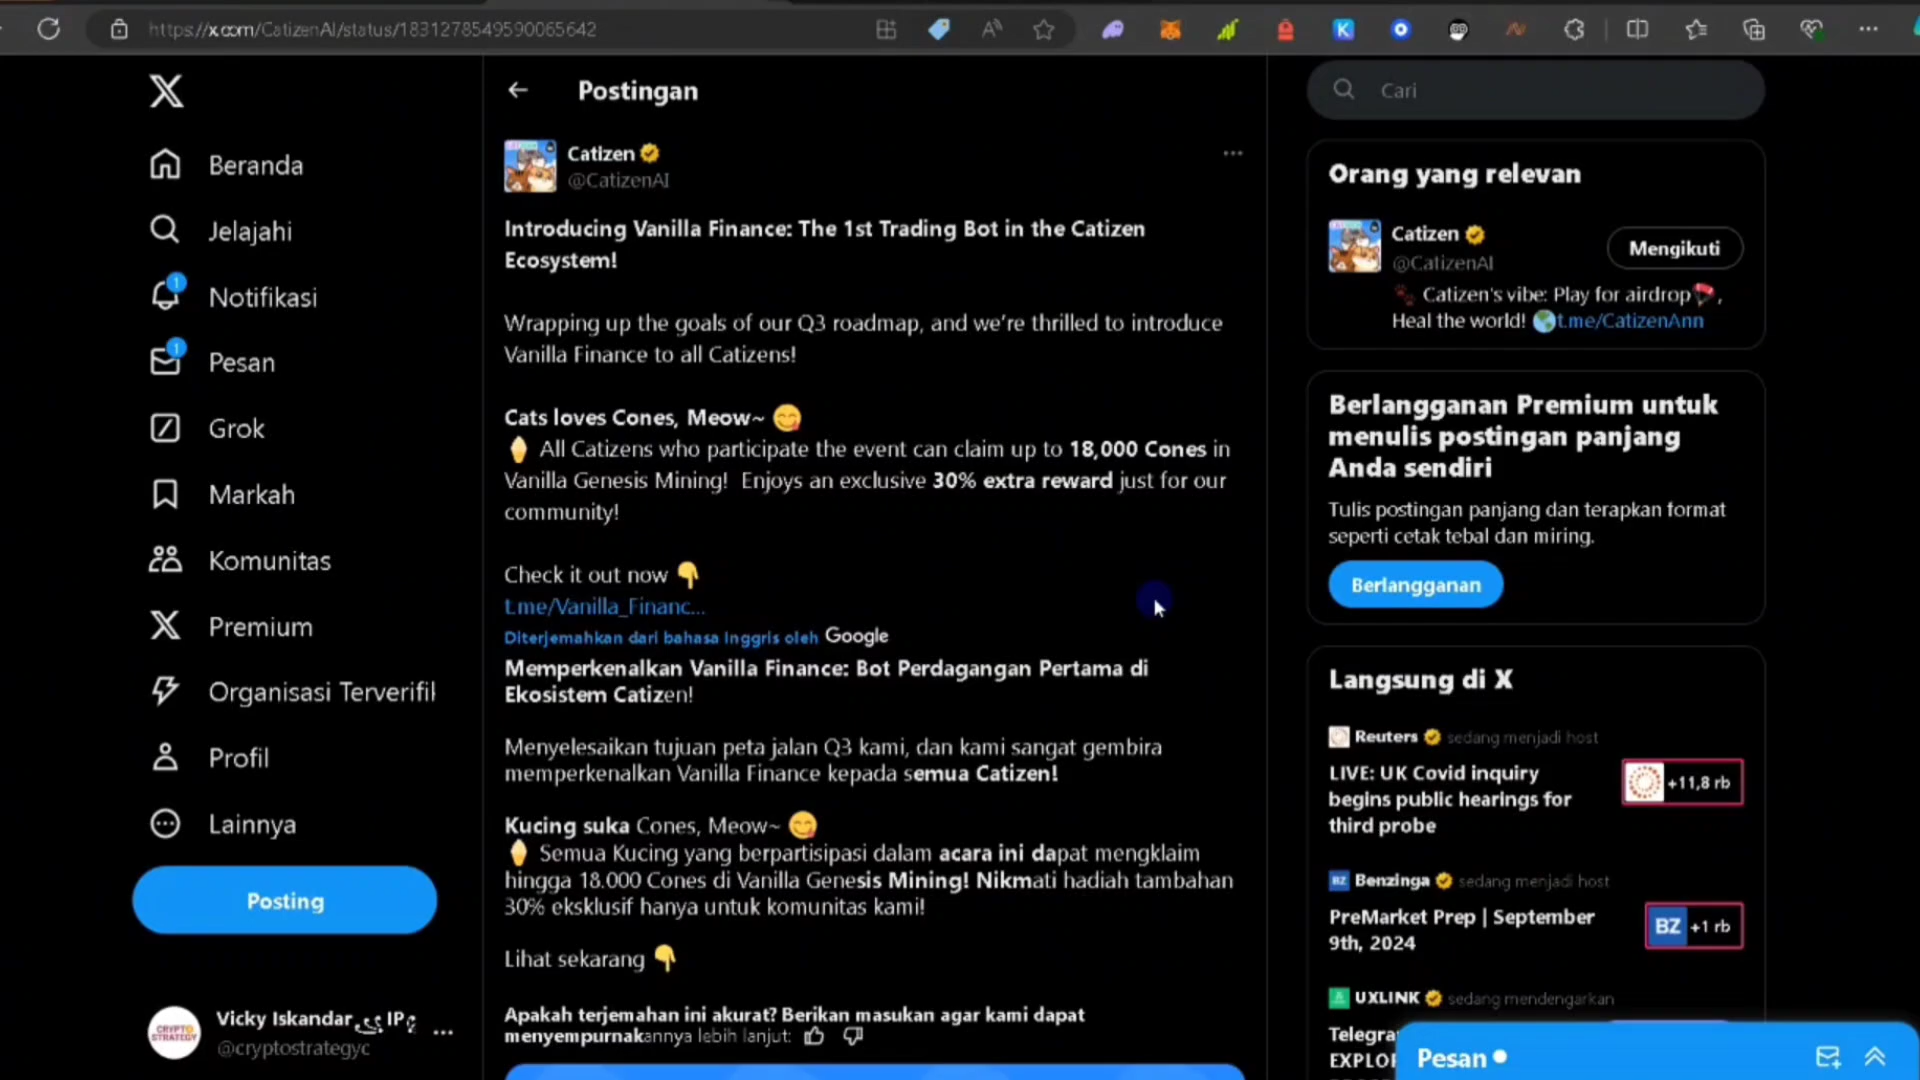 https://x.com/CatizenAI/status/1831278549590065642
Beranda
Jelajahi
1
Notifikasi
1
Pesan
Grok
Markah
Komunitas
Premium
Organisasi Terverifil
Profil
Lainnya
Posting
CRYPTO
STRATEGY
Vicky Iskandar
@cryptostrategyc
Postingan
Catizen
@CatizenAI
Introducing Vanilla Finance: The 1st Trading Bot in the Catizen
Ecosystem!
Wrapping up the goals of our Q3 roadmap, and we're thrilled to introduce
Vanilla Finance to all Catizens!
Cats loves Cones, Meow~ 😋
🍦 All Catizens who participate the event can claim up to 18,000 Cones in
Vanilla Genesis Mining! Enjoys an exclusive 30% extra reward just for our
community!
Check it out now 👇
t.me/Vanilla_Financ...
Diterjemahkan dari bahasa Inggris oleh Google
Memperkenalkan Vanilla Finance: Bot Perdagangan Pertama di
Ekosistem Catizen!
Menyelesaikan tujuan peta jalan Q3 kami, dan kami sangat gembira
memperkenalkan Vanilla Finance kepada semua Catizen!
Kucing suka Cones, Meow~ 😋
🍦 Semua Kucing yang berpartisipasi dalam acara ini dapat mengklaim
hingga 18.000 Cones di Vanilla Genesis Mining! Nikmati hadiah tambahan
30% eksklusif hanya untuk komunitas kami!
Lihat sekarang 👇
Apakah terjemahan ini akurat? Berikan masukan agar kami dapat
menyempurnakannya lebih lanjut:
Cari
Orang yang relevan
Catizen
@CatizenAI
Mengikuti
🐾 Catizen's vibe: Play for airdrop🪂,
Heal the world! 🌎t.me/CatizenAnn
Berlangganan Premium untuk
menulis postingan panjang
Anda sendiri
Tulis postingan panjang dan terapkan format
seperti cetak tebal dan miring.
Berlangganan
Langsung di X
Reuters sedang menjadi host
LIVE: UK Covid inquiry
begins public hearings for
third probe
+11,8 rb
BZ Benzinga sedang menjadi host
PreMarket Prep | September
9th, 2024
BZ +1 rb
UXLINK sedang mendengarkan
Telegra
EXPLOR
Pesan